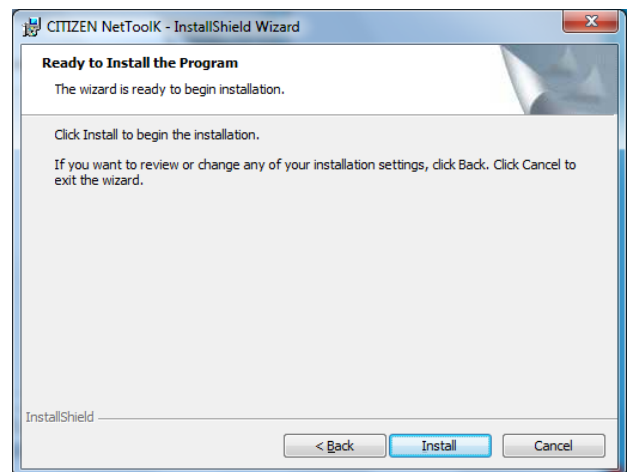 CITIZEN NetToolK - InstallShield Wizard
Ready to Install the Program
The wizard is ready to begin installation.
Click Install to begin the installation.
If you want to review or change any of your installation settings, click Back. Click Cancel to
exit the wizard.
InstallShield
< Back Install Cancel